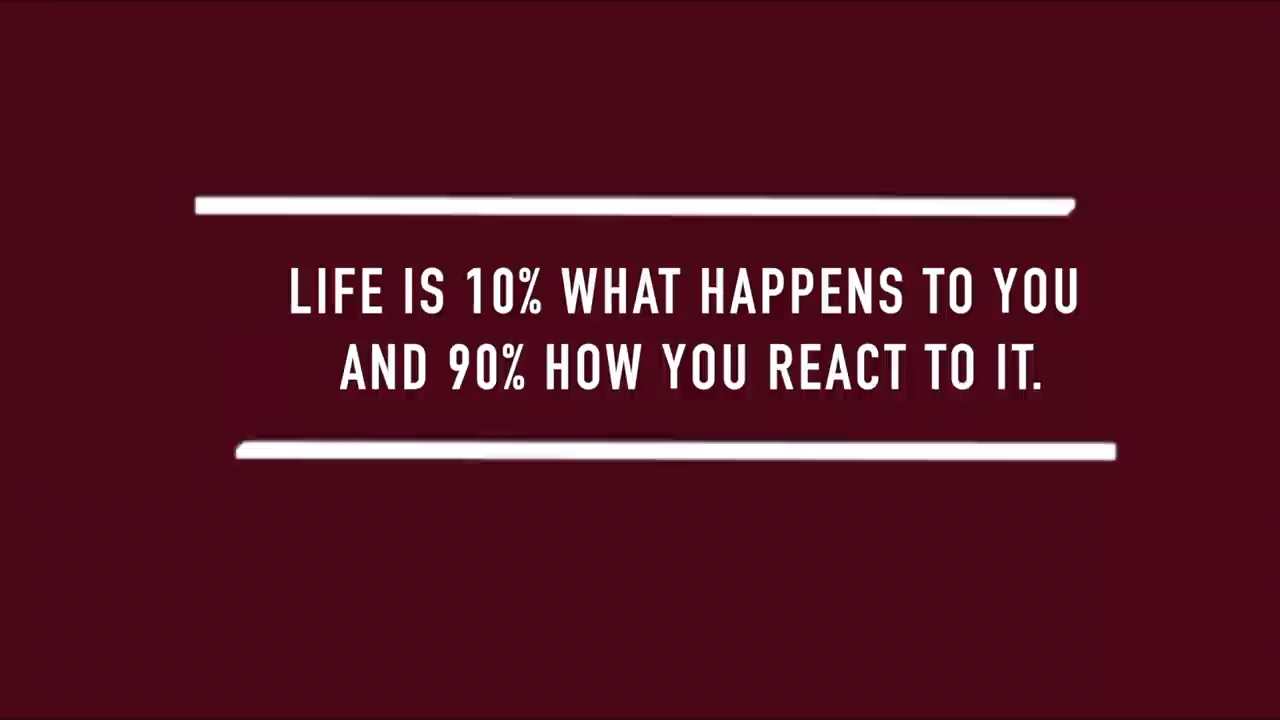 LIFE IS 10% WHAT HAPPENS TO YOU
AND 90% HOW YOU REACT TO IT.